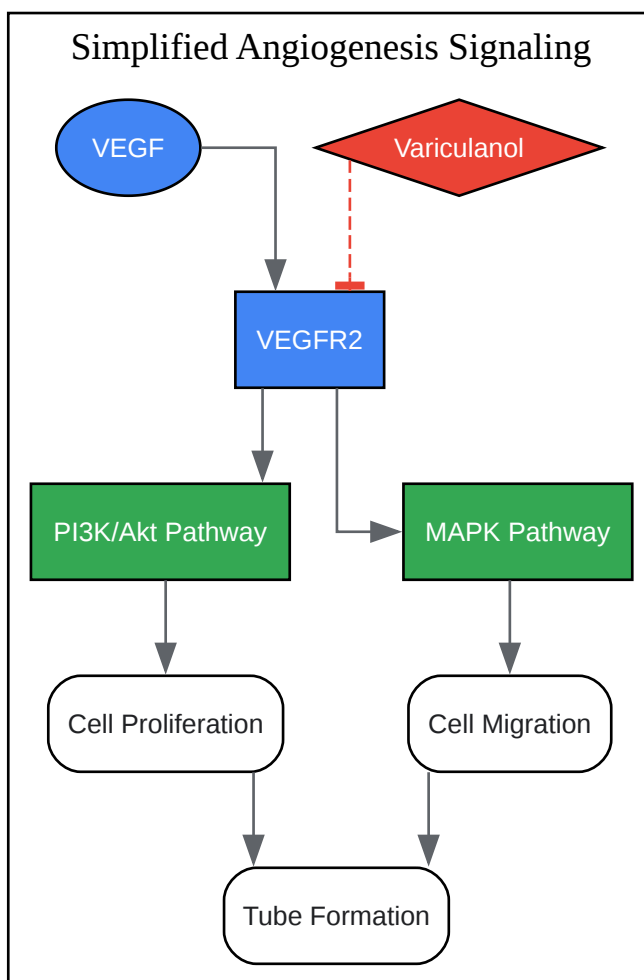 Simplified Angiogenesis Signaling
VEGF
Variculanol
VEGFR2
PI3K/Akt Pathway
MAPK Pathway
Cell Proliferation
Cell Migration
Tube Formation